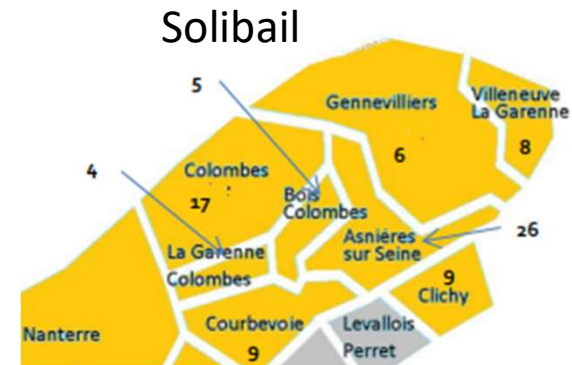 Solibail
5
Villeneuve
La Garenne
Gennevilliers
8
6
4
Colombes
17
Bois
Colombes
26
Asnières
sur Seine
La Garenne
Colombes
9
Clichy
Courbevoie
9
Levallois
Perret
Nanterre